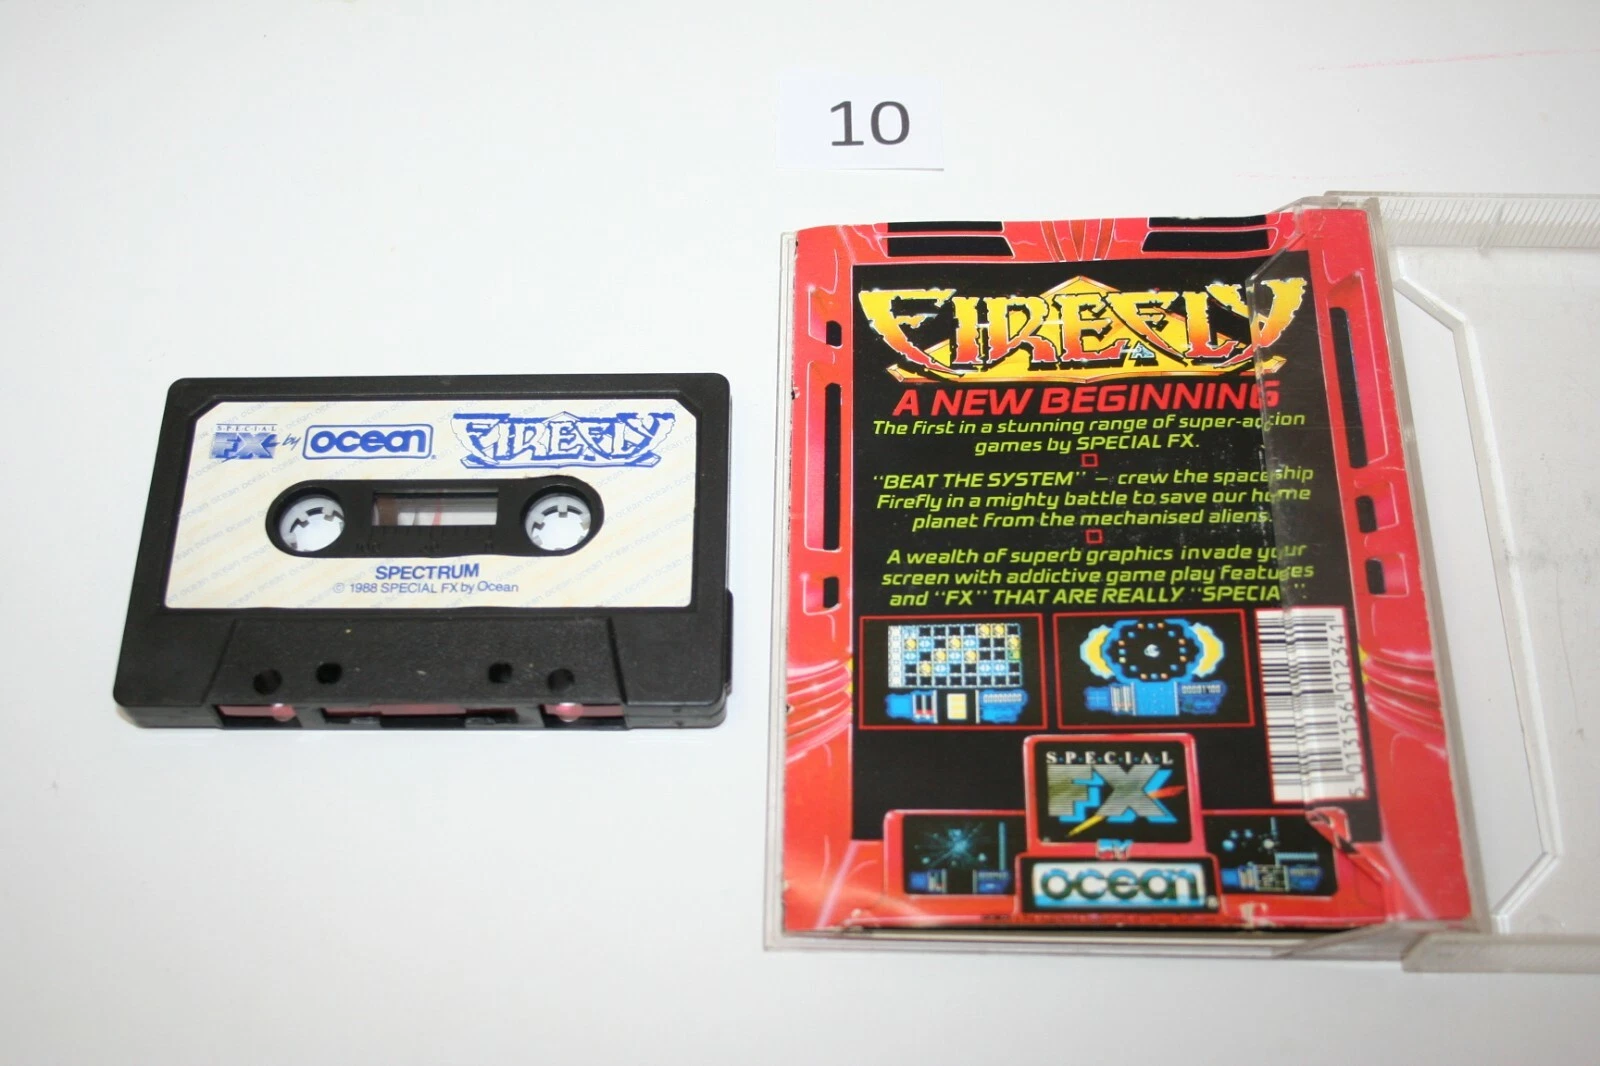 10
SPECIAL
FX by ocean
FIREFLY
SPECTRUM
© 1988 SPECIAL FX by Ocean
FIREFLY
A NEW BEGINNING
The first in a stunning range of super-action
games by SPECIAL FX.
"BEAT THE SYSTEM" – crew the spaceship
Firefly in a mighty battle to save our home
planet from the mechanised aliens.
A wealth of superb graphics invade your
screen with addictive game play features
and "FX" THAT ARE REALLY "SPECIAL"
5 013156 012341
SPECIAL
FX
BY
ocean